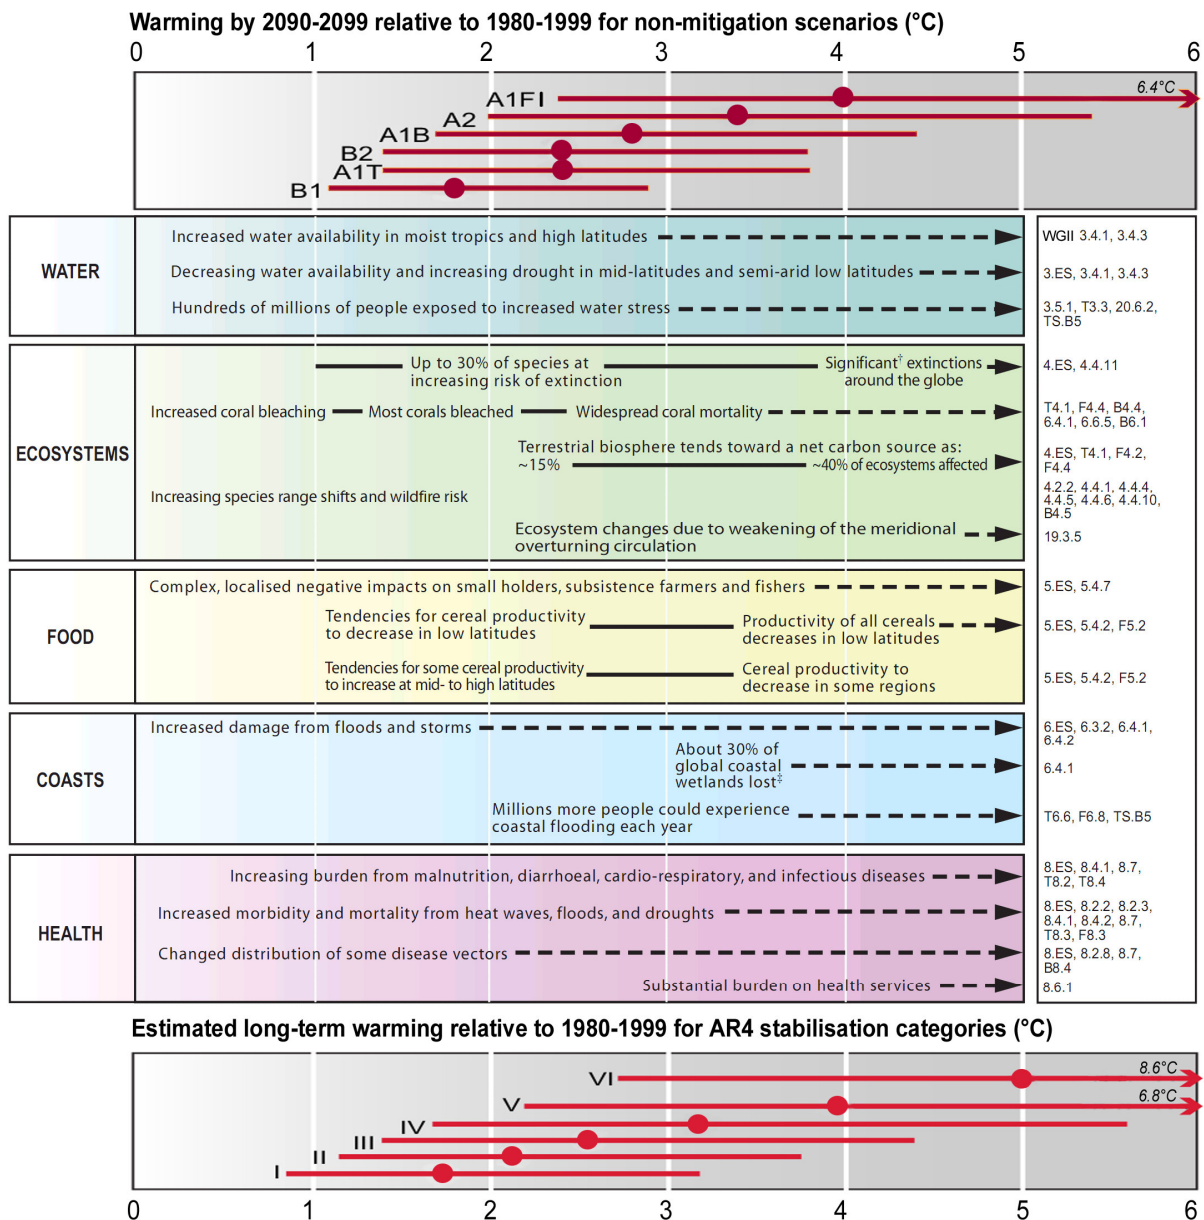 Warming by 2090-2099 relative to 1980-1999 for non-mitigation scenarios (°C)
0 1 2 3 4 5 6
6.4°C
A1FI
A2
A1B
B2
A1T
B1
WATER
Increased water availability in moist tropics and high latitudes
WGII 3.4.1, 3.4.3
Decreasing water availability and increasing drought in mid-latitudes and semi-arid low latitudes
3.ES, 3.4.1, 3.4.3
Hundreds of millions of people exposed to increased water stress
3.5.1, T3.3, 20.6.2,
TS.B5
ECOSYSTEMS
Up to 30% of species at
increasing risk of extinction
Significant† extinctions
around the globe
4.ES, 4.4.11
Increased coral bleaching
Most corals bleached
Widespread coral mortality
T4.1, F4.4, B4.4,
6.4.1, 6.6.5, B6.1
Terrestrial biosphere tends toward a net carbon source as:
~15%
~40% of ecosystems affected
4.ES, T4.1, F4.2,
F4.4
Increasing species range shifts and wildfire risk
4.2.2, 4.4.1, 4.4.4,
4.4.5, 4.4.6, 4.4.10,
B4.5
Ecosystem changes due to weakening of the meridional
overturning circulation
19.3.5
FOOD
Complex, localised negative impacts on small holders, subsistence farmers and fishers
5.ES, 5.4.7
Tendencies for cereal productivity
to decrease in low latitudes
Productivity of all cereals
decreases in low latitudes
5.ES, 5.4.2, F5.2
Tendencies for some cereal productivity
to increase at mid- to high latitudes
Cereal productivity to
decrease in some regions
5.ES, 5.4.2, F5.2
COASTS
Increased damage from floods and storms
6.ES, 6.3.2, 6.4.1,
6.4.2
About 30% of
global coastal
wetlands lost‡
6.4.1
Millions more people could experience
coastal flooding each year
T6.6, F6.8, TS.B5
HEALTH
Increasing burden from malnutrition, diarrhoeal, cardio-respiratory, and infectious diseases
8.ES, 8.4.1, 8.7,
T8.2, T8.4
Increased morbidity and mortality from heat waves, floods, and droughts
8.ES, 8.2.2, 8.2.3,
8.4.1, 8.4.2, 8.7,
T8.3, F8.3
Changed distribution of some disease vectors
8.ES, 8.2.8, 8.7,
B8.4
Substantial burden on health services
8.6.1
Estimated long-term warming relative to 1980-1999 for AR4 stabilisation categories (°C)
8.6°C
VI
6.8°C
V
IV
III
II
I
0 1 2 3 4 5 6